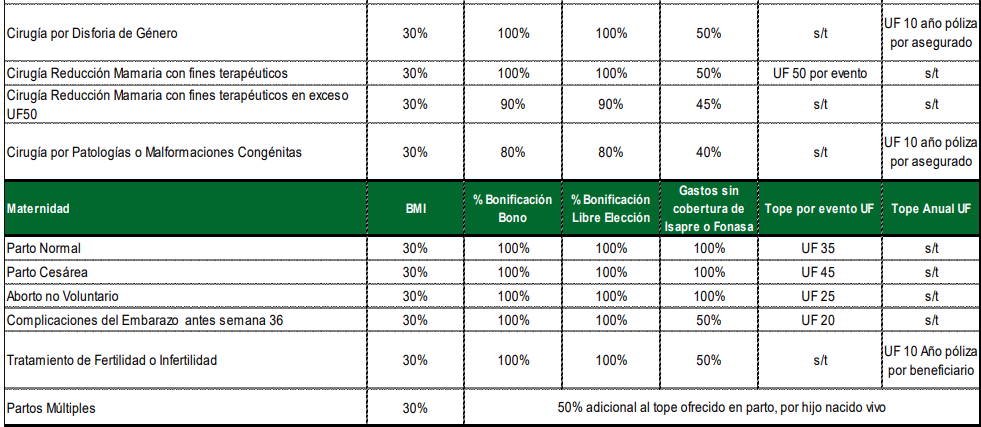 Cirugía por Disforia de Género 30% 100% 100% 50% s/t UF 10 año póliza por asegurado
Cirugía Reducción Mamaria con fines terapéuticos 30% 100% 100% 50% UF 50 por evento s/t
Cirugía Reducción Mamaria con fines terapéuticos en exceso UF50 30% 90% 90% 45% s/t s/t
Cirugía por Patologías o Malformaciones Congénitas 30% 80% 80% 40% s/t UF 10 año póliza por asegurado
Maternidad BMI % Bonificación Bono % Bonificación Libre Elección Gastos sin cobertura de Isapre o Fonasa Tope por evento UF Tope Anual UF
Parto Normal 30% 100% 100% 100% UF 35 s/t
Parto Cesárea 30% 100% 100% 100% UF 45 s/t
Aborto no Voluntario 30% 100% 100% 100% UF 25 s/t
Complicaciones del Embarazo antes semana 36 30% 100% 100% 50% UF 20 s/t
Tratamiento de Fertilidad o Infertilidad 30% 100% 100% 50% s/t UF 10 Año póliza por beneficiario
Partos Múltiples 30% 50% adicional al tope ofrecido en parto, por hijo nacido vivo